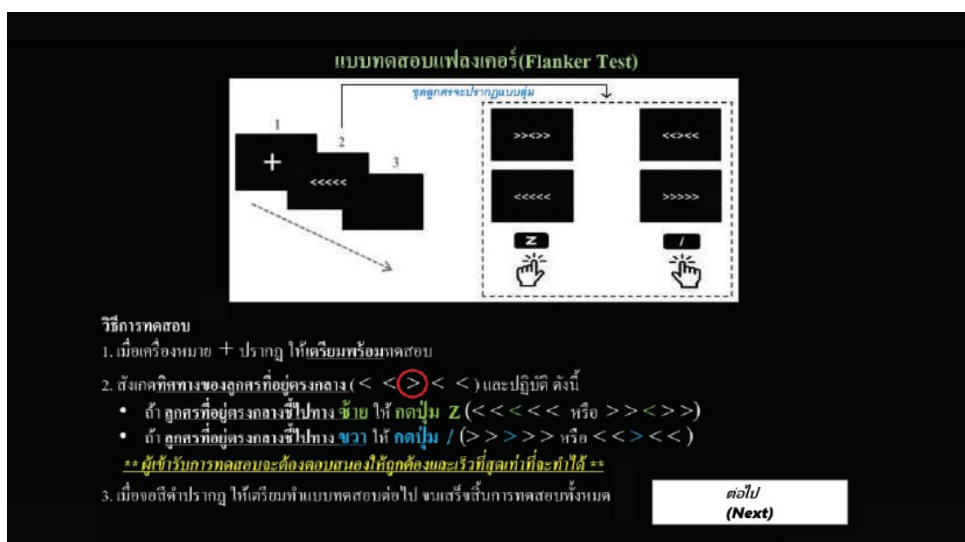 แบบทดสอบแฟลงเกอร์(Flanker Test)
ชุดลูกศรจะปรากฏแบบสุ่ม
1
2
3
+
<<<<<
>><>>
<<><<
<<<<<
>>>>>
Z
/
วิธีการทดสอบ
1. เมื่อเครื่องหมาย + ปรากฏ ให้เตรียมพร้อมทดสอบ
2. สังเกตทิศทางของลูกศรที่อยู่ตรงกลาง ( < < > < < ) และปฏิบัติ ดังนี้
• ถ้า ลูกศรที่อยู่ตรงกลางชี้ไปทาง ซ้าย ให้ กดปุ่ม Z (< < < < < หรือ > > < > >)
• ถ้า ลูกศรที่อยู่ตรงกลางชี้ไปทาง ขวา ให้ กดปุ่ม / (> > > > > หรือ < < > < < )
** ผู้เข้ารับการทดสอบจะต้องตอบสนองให้ถูกต้องและเร็วที่สุดเท่าที่จะทำได้ **
3. เมื่อจอสีดำปรากฏ ให้เตรียมทำแบบทดสอบต่อไป จนเสร็จสิ้นการทดสอบทั้งหมด
ต่อไป
(Next)